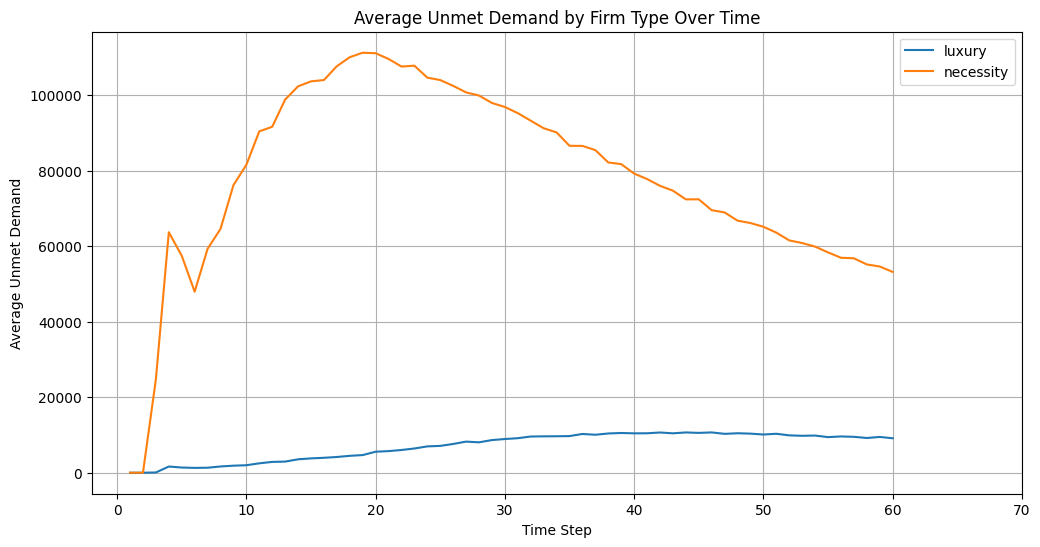 Average Unmet Demand by Firm Type Over Time
luxury
necessity
Average Unmet Demand
100000
80000
60000
40000
20000
0
0 10 20 30 40 50 60 70
Time Step